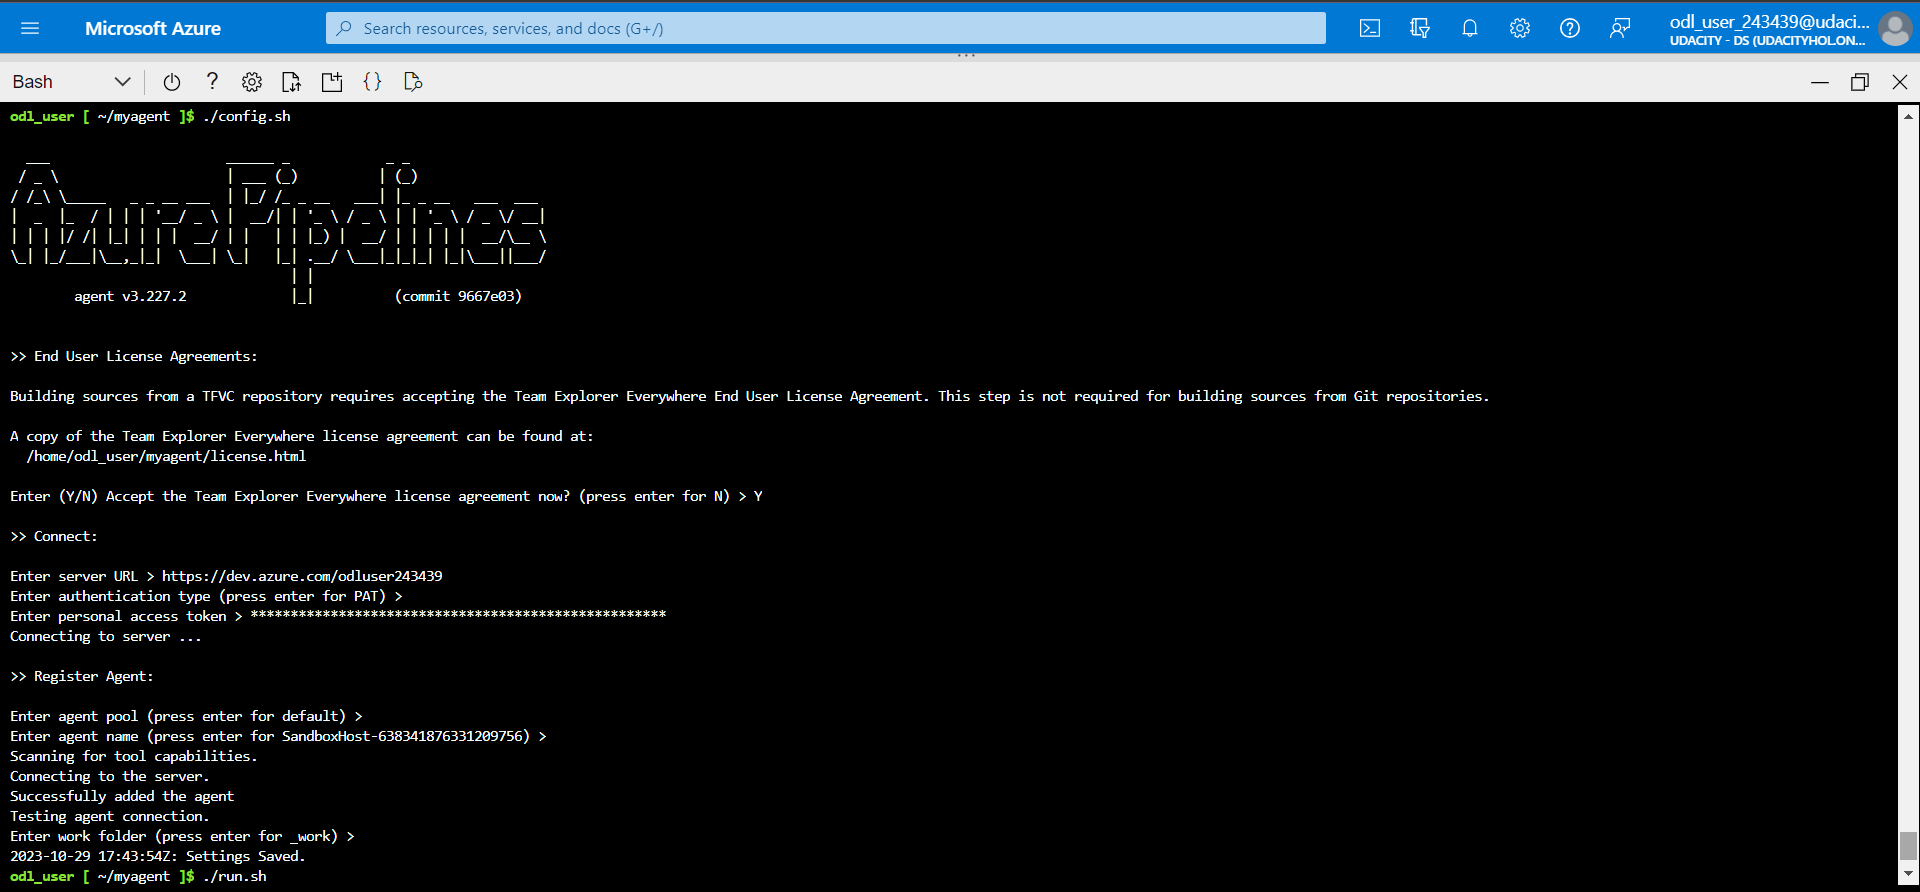 Microsoft Azure
Search resources, services, and docs (G+/)
odl_user_243439@udaci...
UDACITY - DS (UDACITYHOL.ON...
Bash
odl_user [ ~/myagent ]$ ./config.sh
AzurePipelines
agent v3.227.2 (commit 9667e03)
>> End User License Agreements:
Building sources from a TFVC repository requires accepting the Team Explorer Everywhere End User License Agreement. This step is not required for building sources from Git repositories.
A copy of the Team Explorer Everywhere license agreement can be found at:
/home/odl_user/myagent/license.html
Enter (Y/N) Accept the Team Explorer Everywhere license agreement now? (press enter for N) > Y
>> Connect:
Enter server URL > https://dev.azure.com/odluser243439
Enter authentication type (press enter for PAT) >
Enter personal access token > ****************************************************
Connecting to server ...
>> Register Agent:
Enter agent pool (press enter for default) >
Enter agent name (press enter for SandboxHost-638341876331209756) >
Scanning for tool capabilities.
Connecting to the server.
Successfully added the agent
Testing agent connection.
Enter work folder (press enter for _work) >
2023-10-29 17:43:54Z: Settings Saved.
odl_user [ ~/myagent ]$ ./run.sh